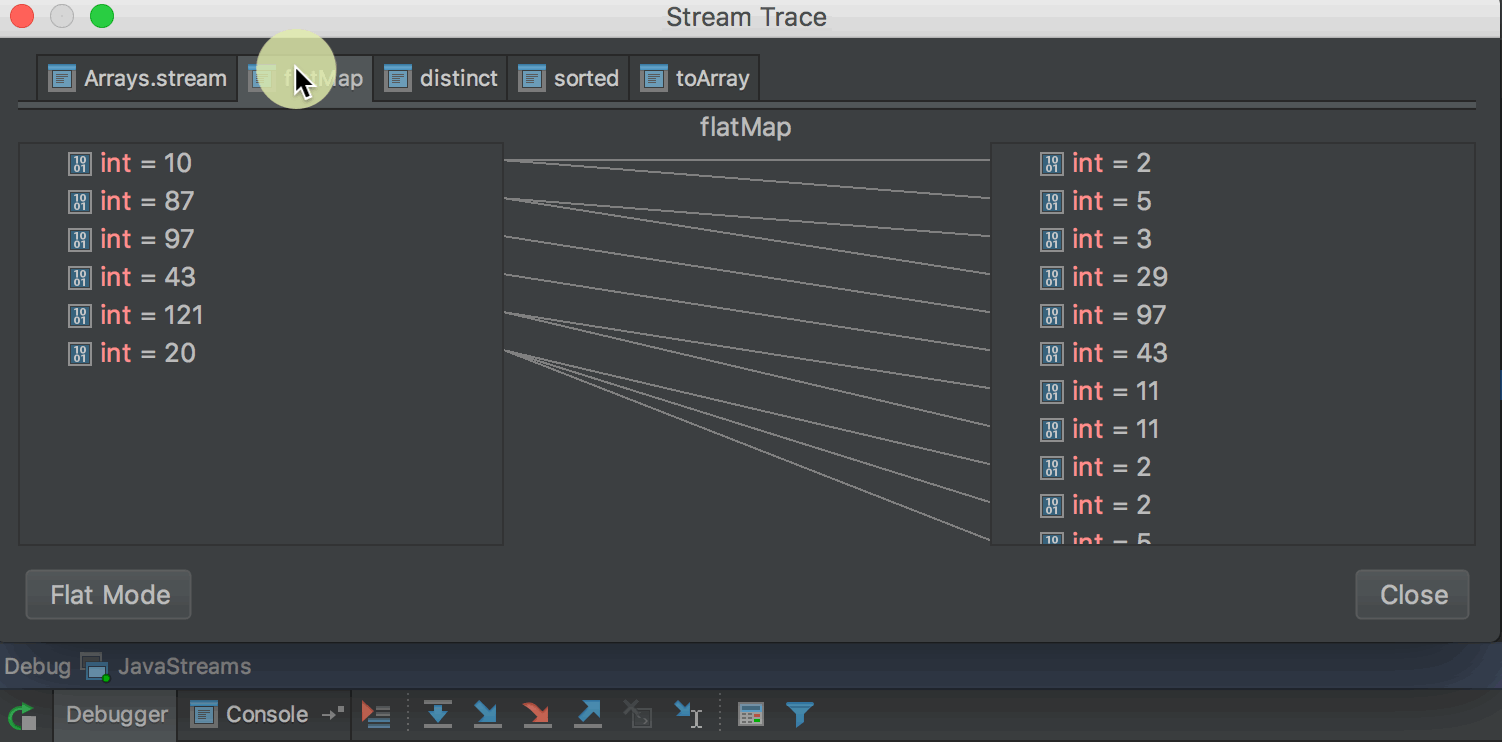 Stream Trace
Arrays.stream flatMap distinct sorted toArray
flatMap
int = 10
int = 87
int = 97
int = 43
int = 121
int = 20
int = 2
int = 5
int = 3
int = 29
int = 97
int = 43
int = 11
int = 11
int = 2
int = 2
int = 5
Flat Mode
Close
Debug JavaStreams
Debugger Console